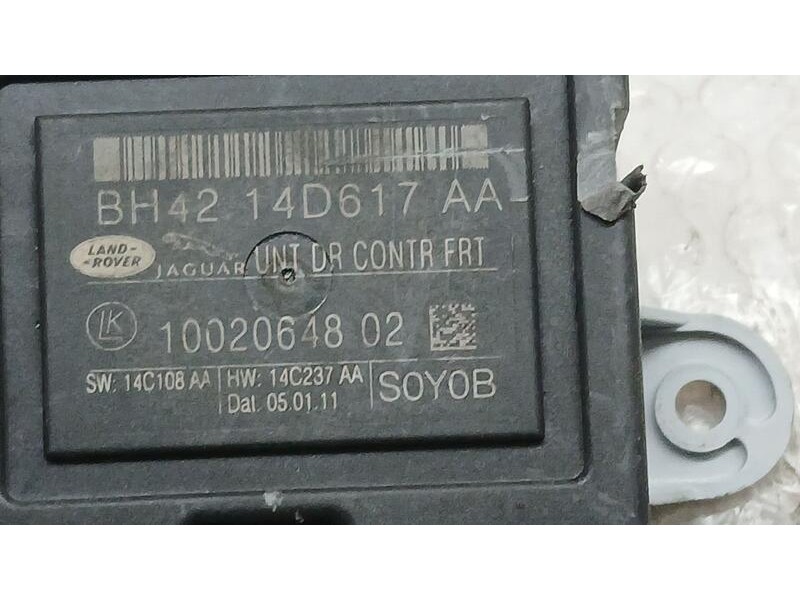 BH42 14D617 AA
LAND-
-ROVER
JAGUAR
UNT DR CONTR FRT
LK
10020648 02
SW: 14C108 AA
HW: 14C237 AA
Dat. 05.01.11
S0Y0B